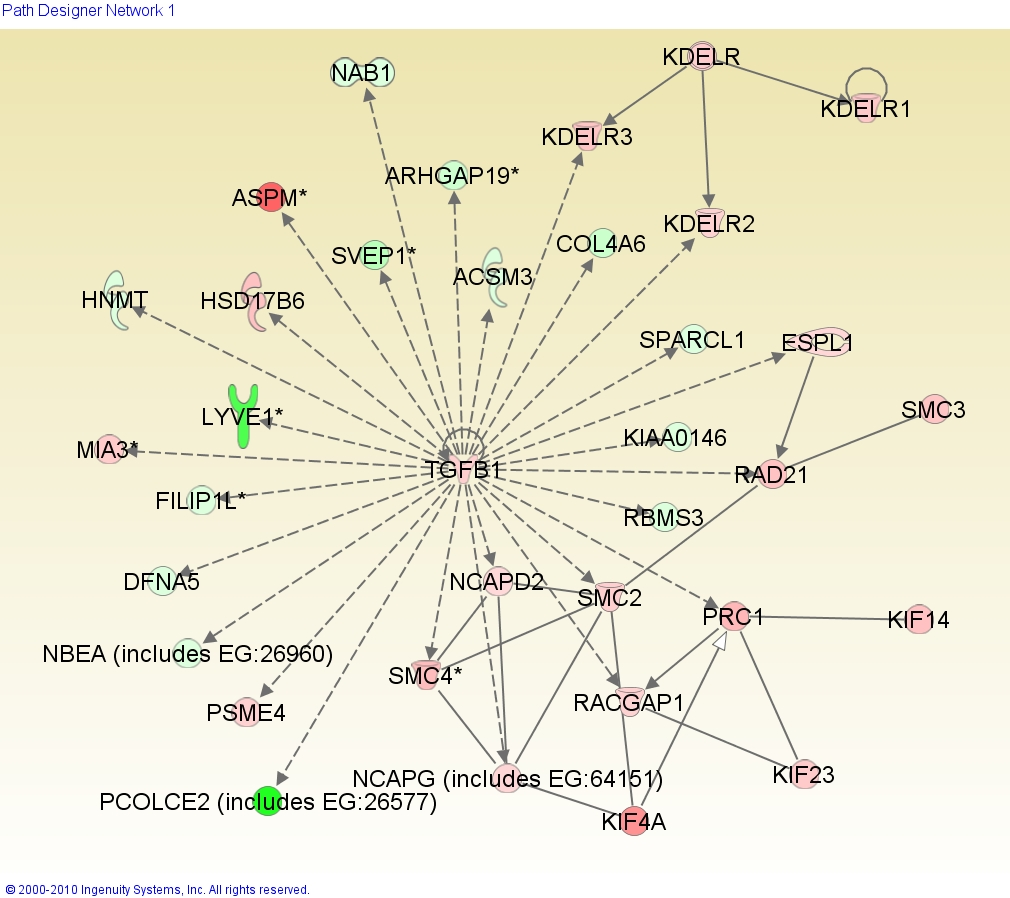 Path Designer Network 1
KDELR
NAB1
KDELR1
KDELR3
ARHGAP19*
ASPM*
KDELR2
COL4A6
SVEP1*
ACSM3
HNMT
HSD17B6
SPARCL1
ESPL1
SMC3
LYVE1*
KIAA0146
MIA3*
TGFB1
RAD21
FILIP1L*
RBMS3
DFNA5
NCAPD2
SMC2
PRC1
KIF14
NBEA (includes EG:26960)
SMC4*
RACGAP1
PSME4
KIF23
NCAPG (includes EG:64151)
PCOLCE2 (includes EG:26577)
KIF4A
© 2000-2010 Ingenuity Systems, Inc. All rights reserved.